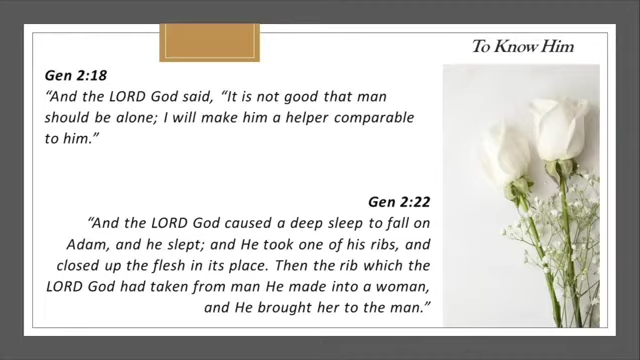 To Know Him
Gen 2:18
“And the LORD God said, “It is not good that man
should be alone; I will make him a helper comparable
to him.”
Gen 2:22
“And the LORD God caused a deep sleep to fall on
Adam, and he slept; and He took one of his ribs, and
closed up the flesh in its place. Then the rib which the
LORD God had taken from man He made into a woman,
and He brought her to the man.”